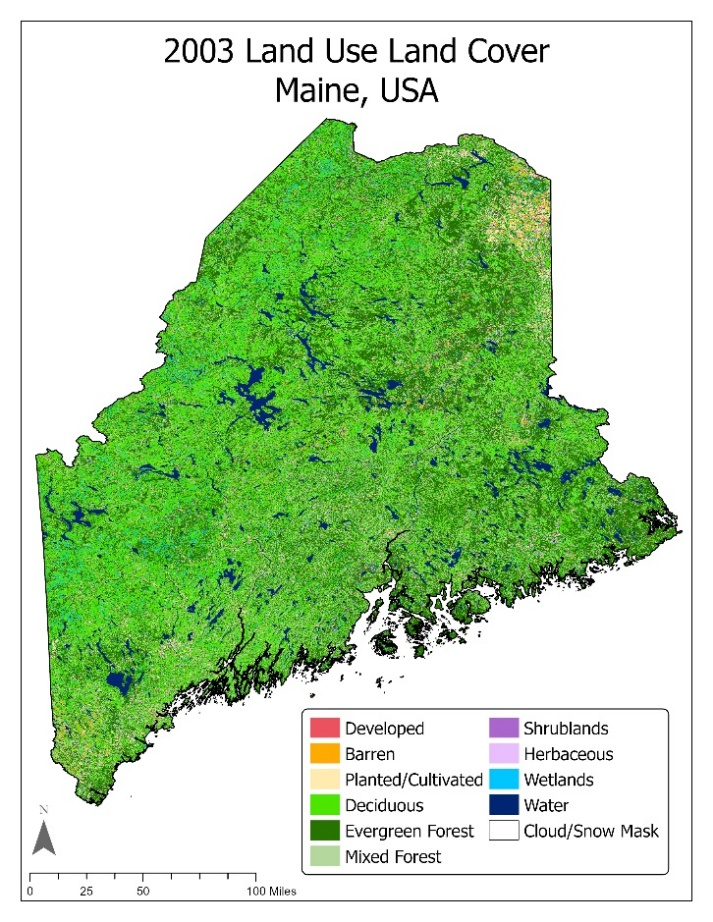 2003 Land Use Land Cover
Maine, USA
Developed
Barren
Planted/Cultivated
Deciduous
Evergreen Forest
Mixed Forest
Shrublands
Herbaceous
Wetlands
Water
Cloud/Snow Mask
N
0 25 50 100 Miles